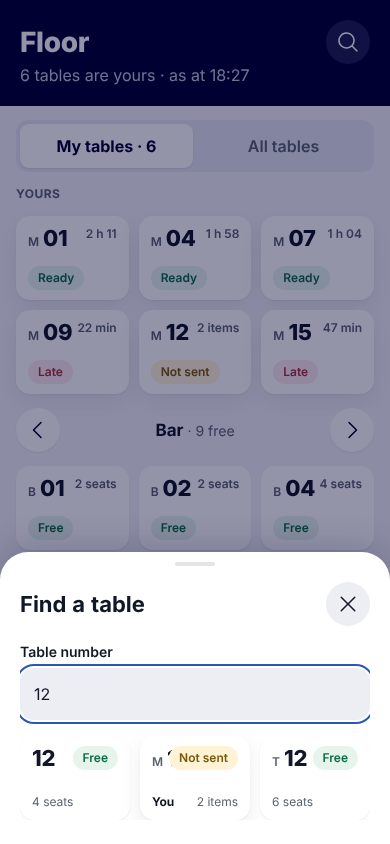 Floor
6 tables are yours · as at 18:27
My tables · 6
All tables
YOURS
M 01 2 h 11
Ready
M 04 1 h 58
Ready
M 07 1 h 04
Ready
M 09 22 min
Late
M 12 2 items
Not sent
M 15 47 min
Late
Bar · 9 free
B 01 2 seats
Free
B 02 2 seats
Free
B 04 4 seats
Free
Find a table
Table number
12
12 Free
4 seats
M Not sent
You 2 items
T 12 Free
6 seats